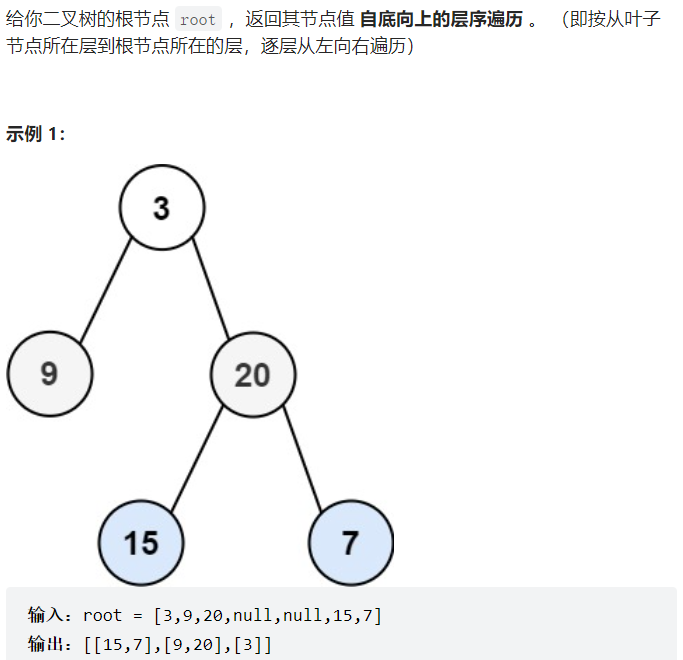 给你二叉树的根节点 root ，返回其节点值 自底向上的层序遍历 。 （即按从叶子
节点所在层到根节点所在的层，逐层从左向右遍历）
示例 1：
3
9
20
15
7
输入：root = [3,9,20,null,null,15,7]
输出：[[15,7],[9,20],[3]]